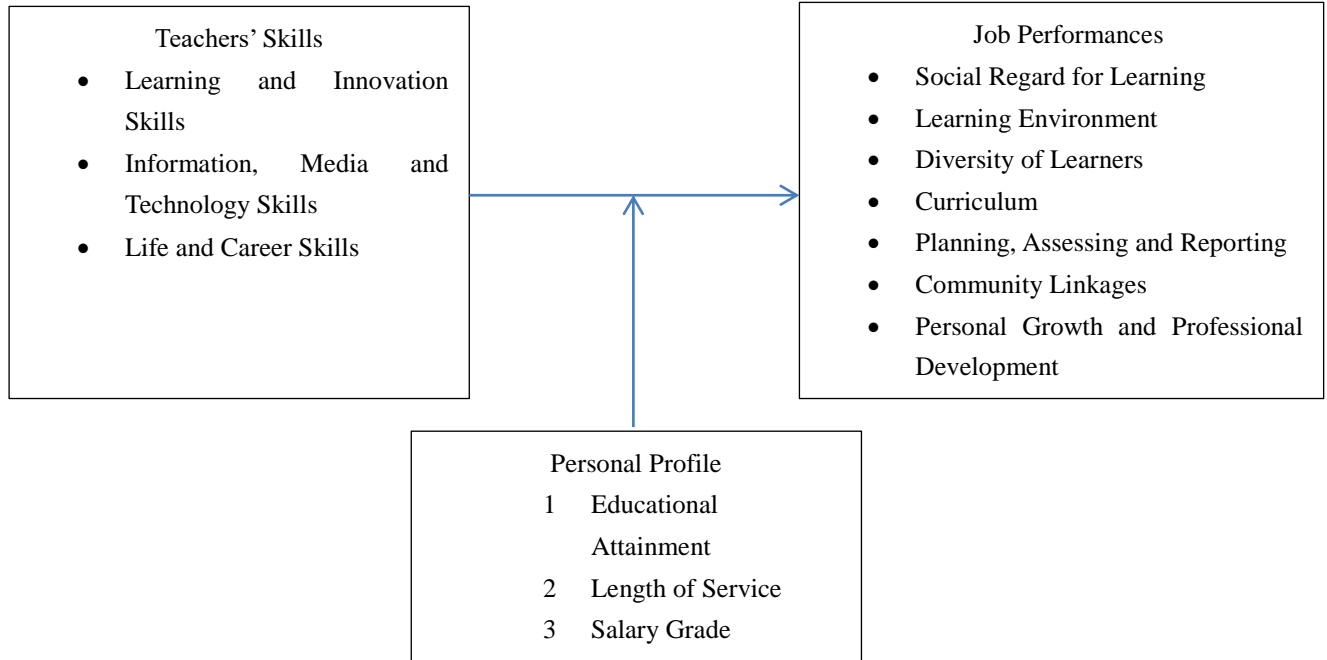 Teachers’ Skills
• Learning and Innovation
Skills
• Information, Media and
Technology Skills
• Life and Career Skills
Job Performances
• Social Regard for Learning
• Learning Environment
• Diversity of Learners
• Curriculum
• Planning, Assessing and Reporting
• Community Linkages
• Personal Growth and Professional
Development
Personal Profile
1 Educational
Attainment
2 Length of Service
3 Salary Grade